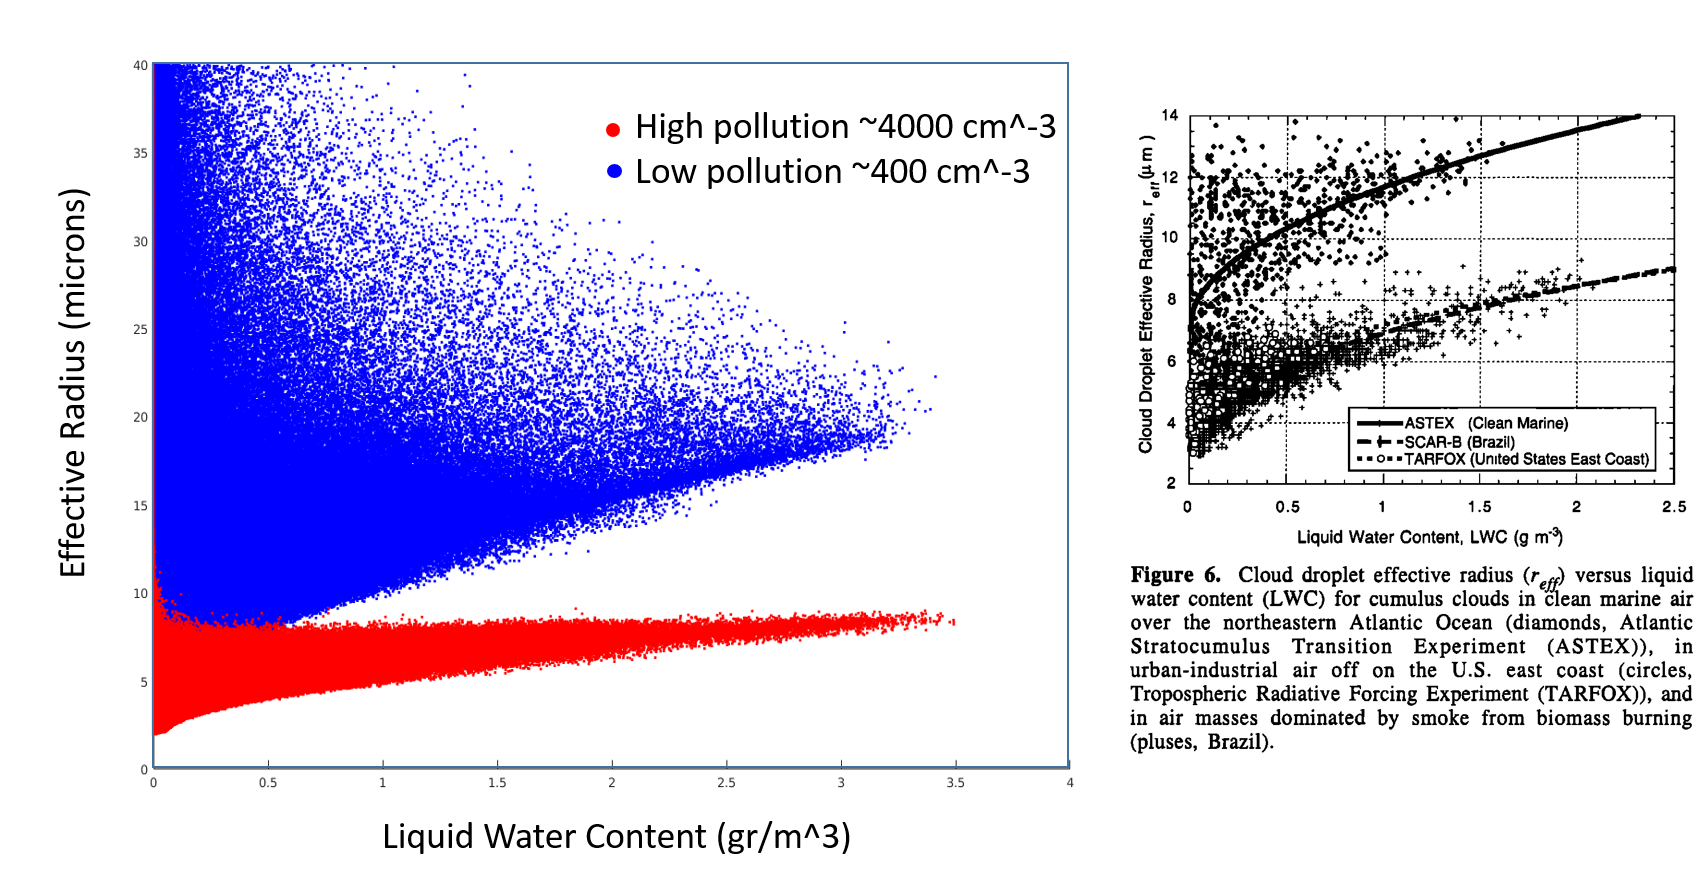 40
35
30
25
20
15
10
5
0
0 0.5 1 1.5 2 2.5 3 3.5 4
Effective Radius (microns)
Liquid Water Content (gr/m^3)
High pollution ~4000 cm^-3
Low pollution ~400 cm^-3
14
12
10
8
6
4
2
0 0.5 1 1.5 2 2.5
Cloud Droplet Effective Radius, reff (μm)
Liquid Water Content, LWC (g m-3)
ASTEX (Clean Marine)
SCAR-B (Brazil)
TARFOX (United States East Coast)
Figure 6. Cloud droplet effective radius (reff) versus liquid
water content (LWC) for cumulus clouds in clean marine air
over the northeastern Atlantic Ocean (diamonds, Atlantic
Stratocumulus Transition Experiment (ASTEX)), in
urban-industrial air off on the U.S. east coast (circles,
Tropospheric Radiative Forcing Experiment (TARFOX)), and
in air masses dominated by smoke from biomass burning
(pluses, Brazil).